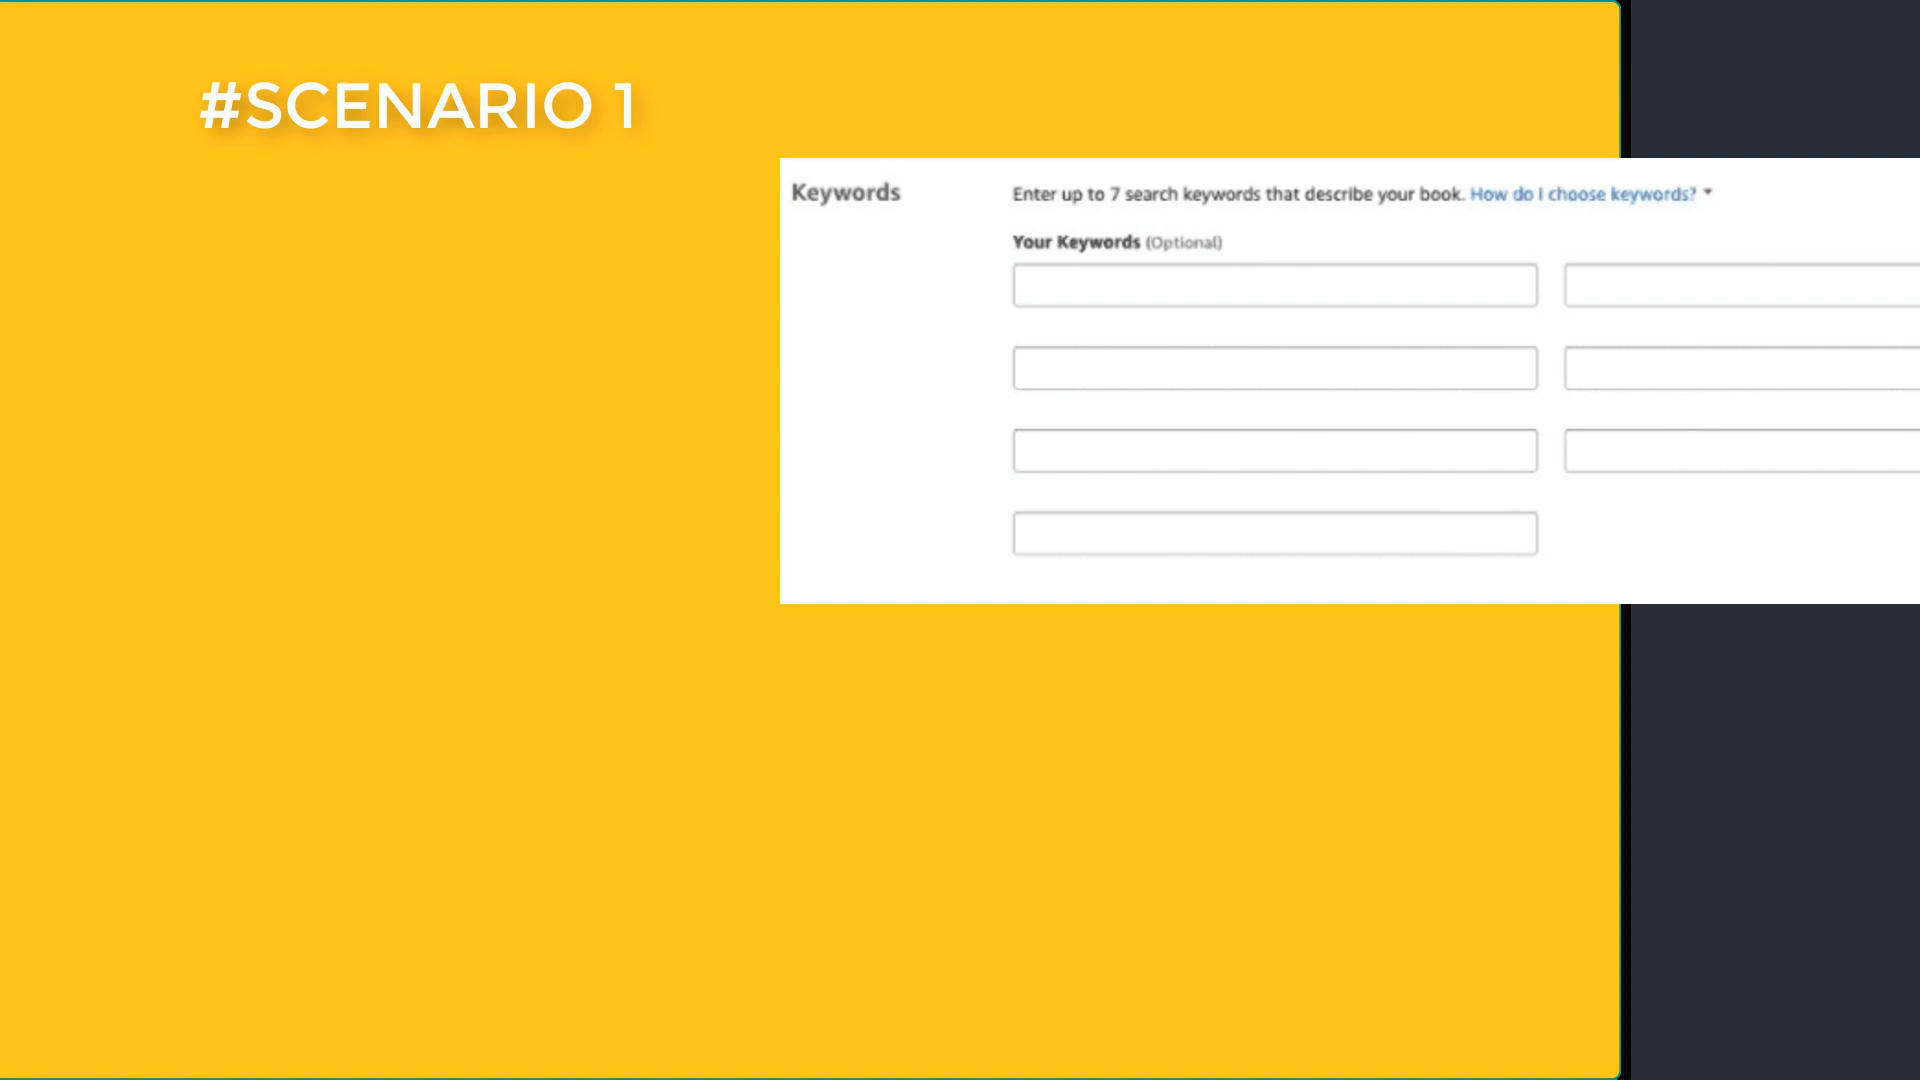 #SCENARIO 1
Keywords
Enter up to 7 search keywords that describe your book. How do I choose keywords?
Your Keywords (Optional)